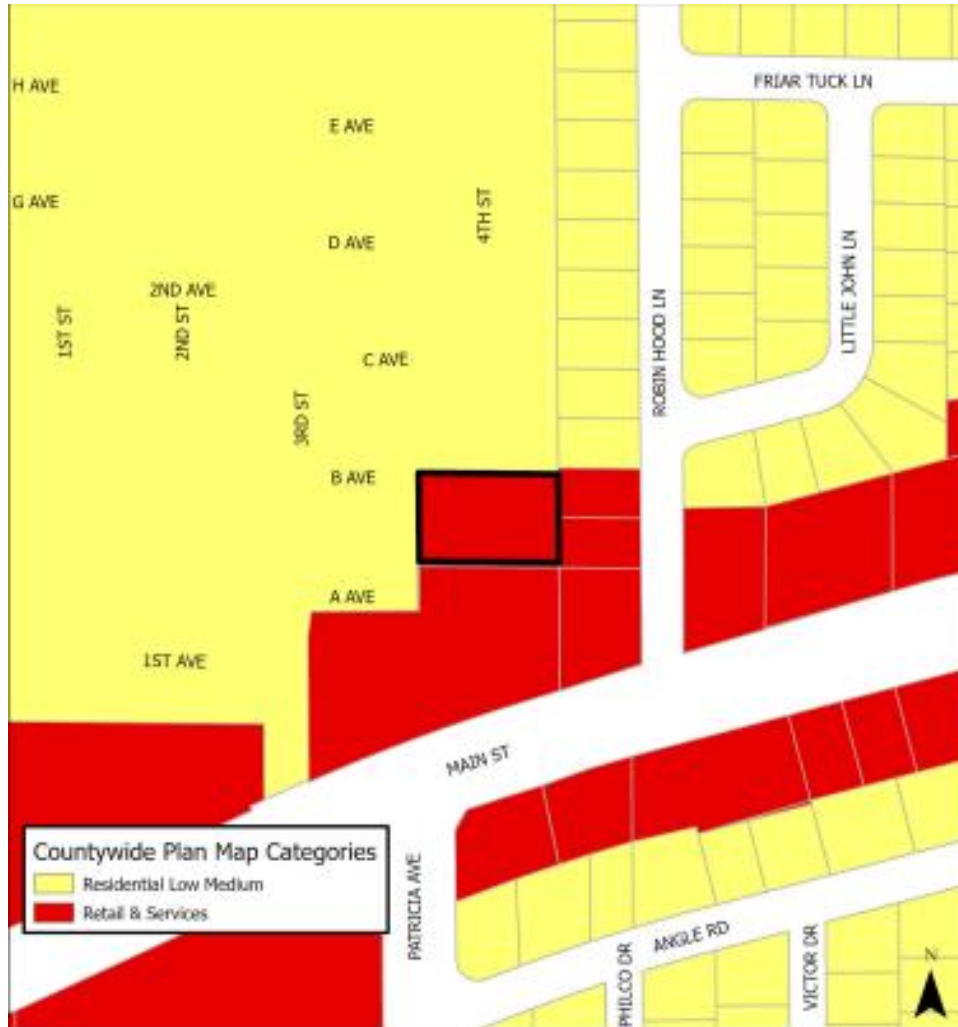 FRIAR TUCK LN
H AVE
E AVE
G AVE
4TH ST
D AVE
2ND AVE
1ST ST
2ND ST
LITTLE JOHN LN
ROBIN HOOD LN
C AVE
3RD ST
B AVE
A AVE
1ST AVE
MAIN ST
Countywide Plan Map Categories
Residential Low Medium
Retail & Services
PATRICIA AVE
ANGLE RD
PHILCO DR
VICTOR DR
N